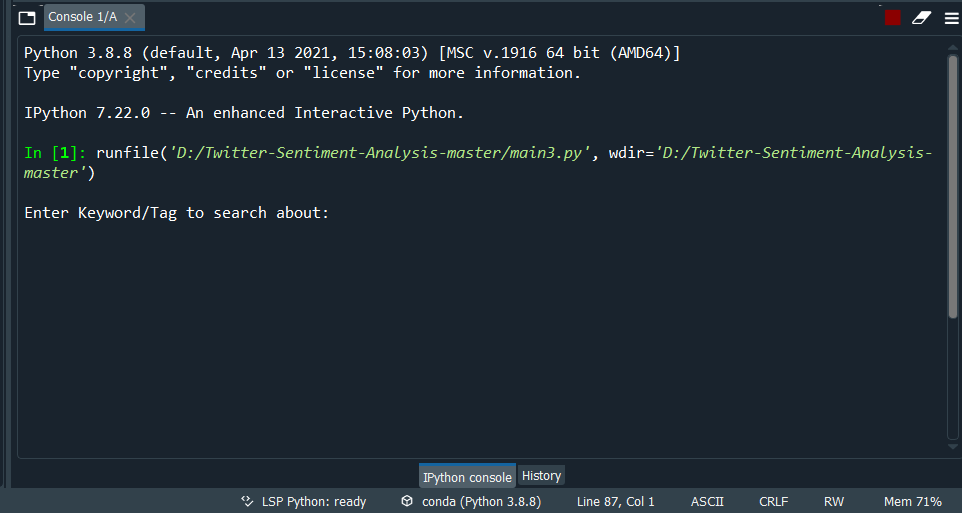 Console 1/A
Python 3.8.8 (default, Apr 13 2021, 15:08:03) [MSC v.1916 64 bit (AMD64)]
Type "copyright", "credits" or "license" for more information.
IPython 7.22.0 -- An enhanced Interactive Python.
In [1]: runfile('D:/Twitter-Sentiment-Analysis-master/main3.py', wdir='D:/Twitter-Sentiment-Analysis-
master')
Enter Keyword/Tag to search about:
IPython console History
LSP Python: ready conda (Python 3.8.8) Line 87, Col 1 ASCII CRLF RW Mem 71%